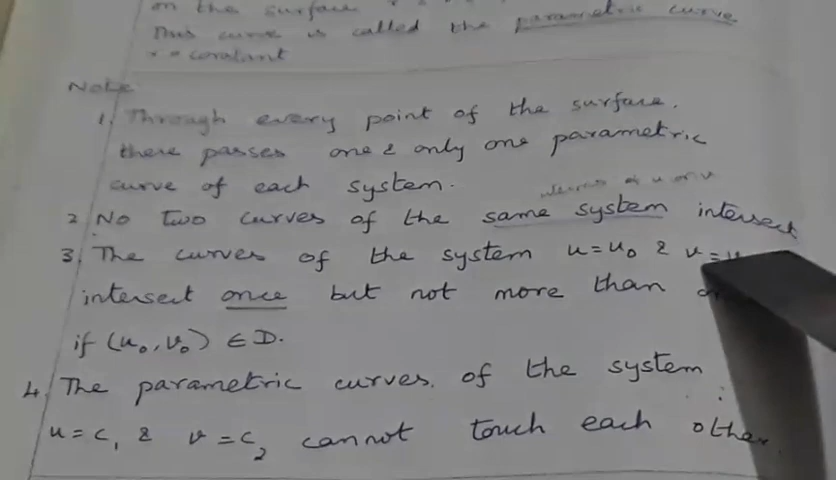 on the surface
This curve is called the parametric curve
Note
1. Through every point of the surface.
there passes one & only one parametric
curve of each system.
2. No two curves of the same system intersect
3. The curves of the system u = u₀ & v =
intersect once but not more than
if (u₀, v₀) ∈ D.
4. The parametric curves of the system
u = c₁ & v = c₂ cannot touch each other.